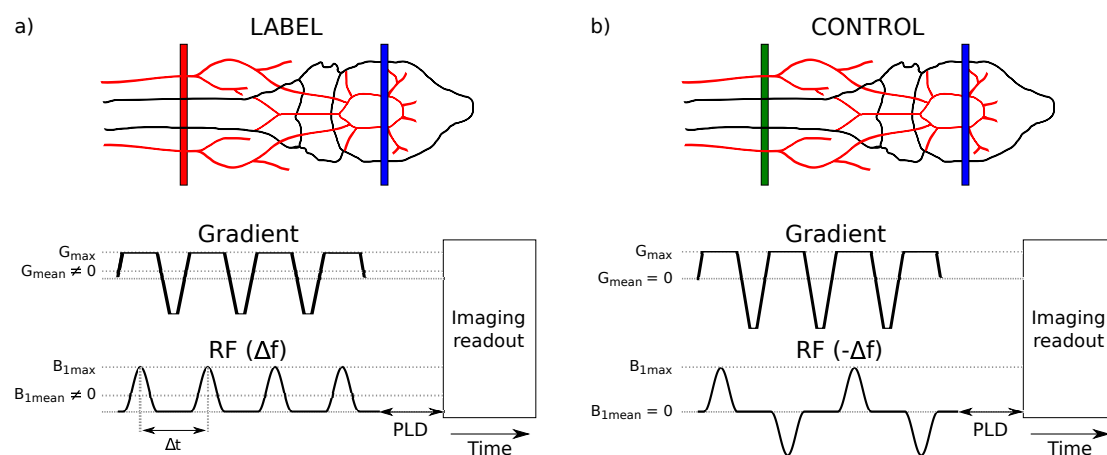 a)
LABEL
Gradient
Gmax
Gmean ≠ 0
RF (Δf)
B1max
B1mean ≠ 0
Δt
PLD
Imaging
readout
Time
b)
CONTROL
Gradient
Gmax
Gmean = 0
RF (-Δf)
B1max
B1mean = 0
PLD
Imaging
readout
Time